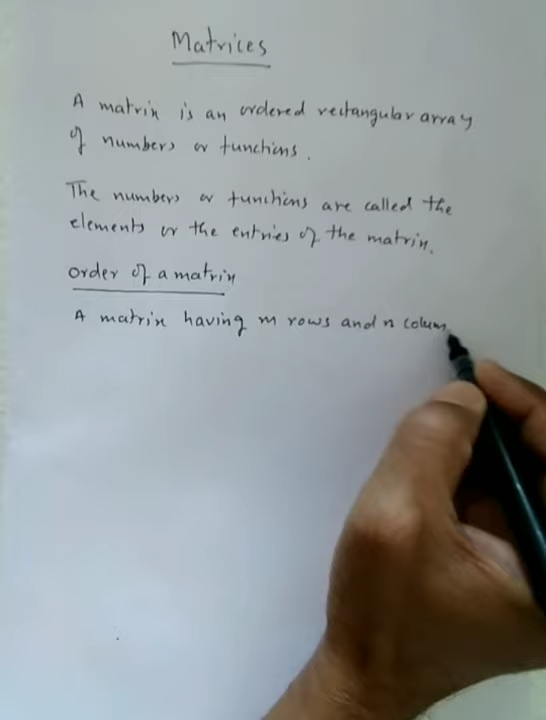 Matrices
A matrix is an ordered rectangular array
of numbers or functions.
The numbers or functions are called the
elements or the entries of the matrix.
order of a matrix
A matrix having m rows and n colum